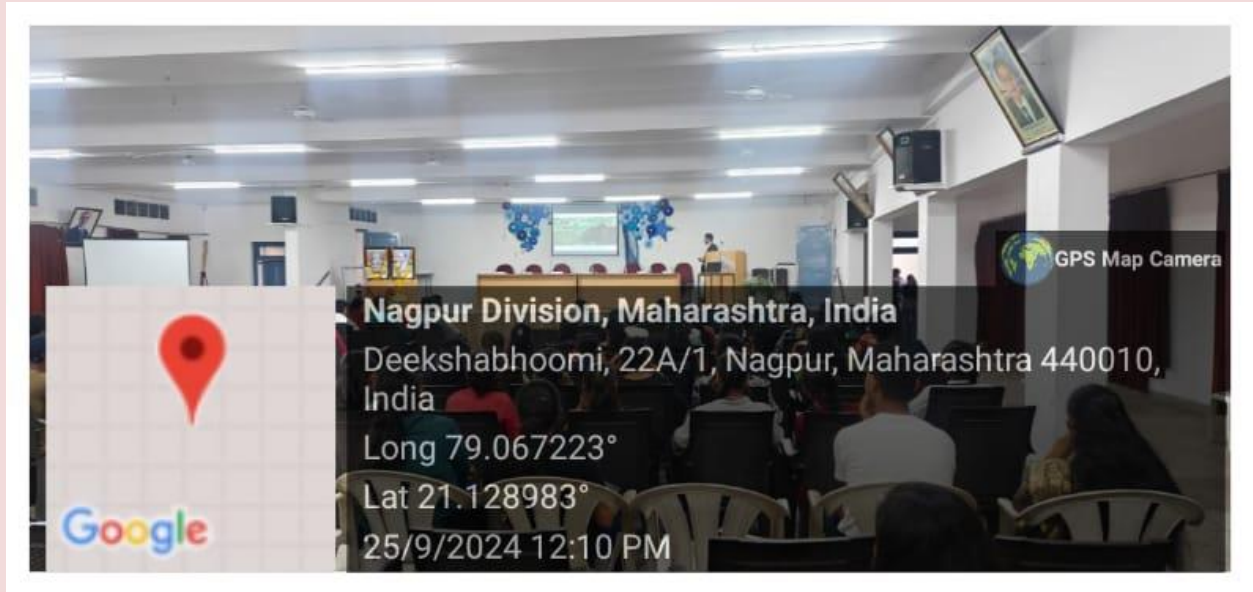 GPS Map Camera
Nagpur Division, Maharashtra, India
Deekshabhoomi, 22A/1, Nagpur, Maharashtra 440010,
India
Long 79.067223°
Lat 21.128983°
25/9/2024 12:10 PM
Google